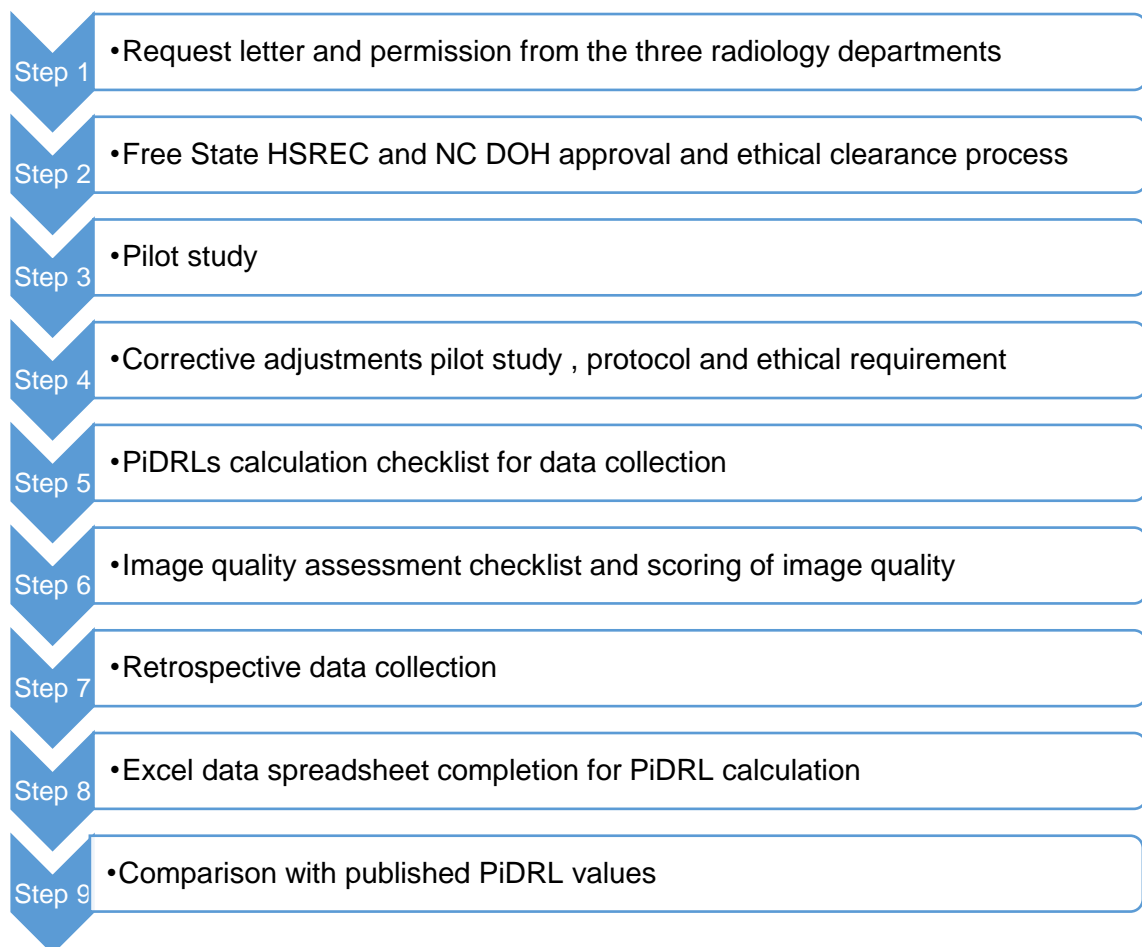 Step 1
•Request letter and permission from the three radiology departments
Step 2
•Free State HSREC and NC DOH approval and ethical clearance process
Step 3
•Pilot study
Step 4
•Corrective adjustments pilot study , protocol and ethical requirement
Step 5
•PiDRLs calculation checklist for data collection
Step 6
•Image quality assessment checklist and scoring of image quality
Step 7
•Retrospective data collection
Step 8
•Excel data spreadsheet completion for PiDRL calculation
Step 9
•Comparison with published PiDRL values